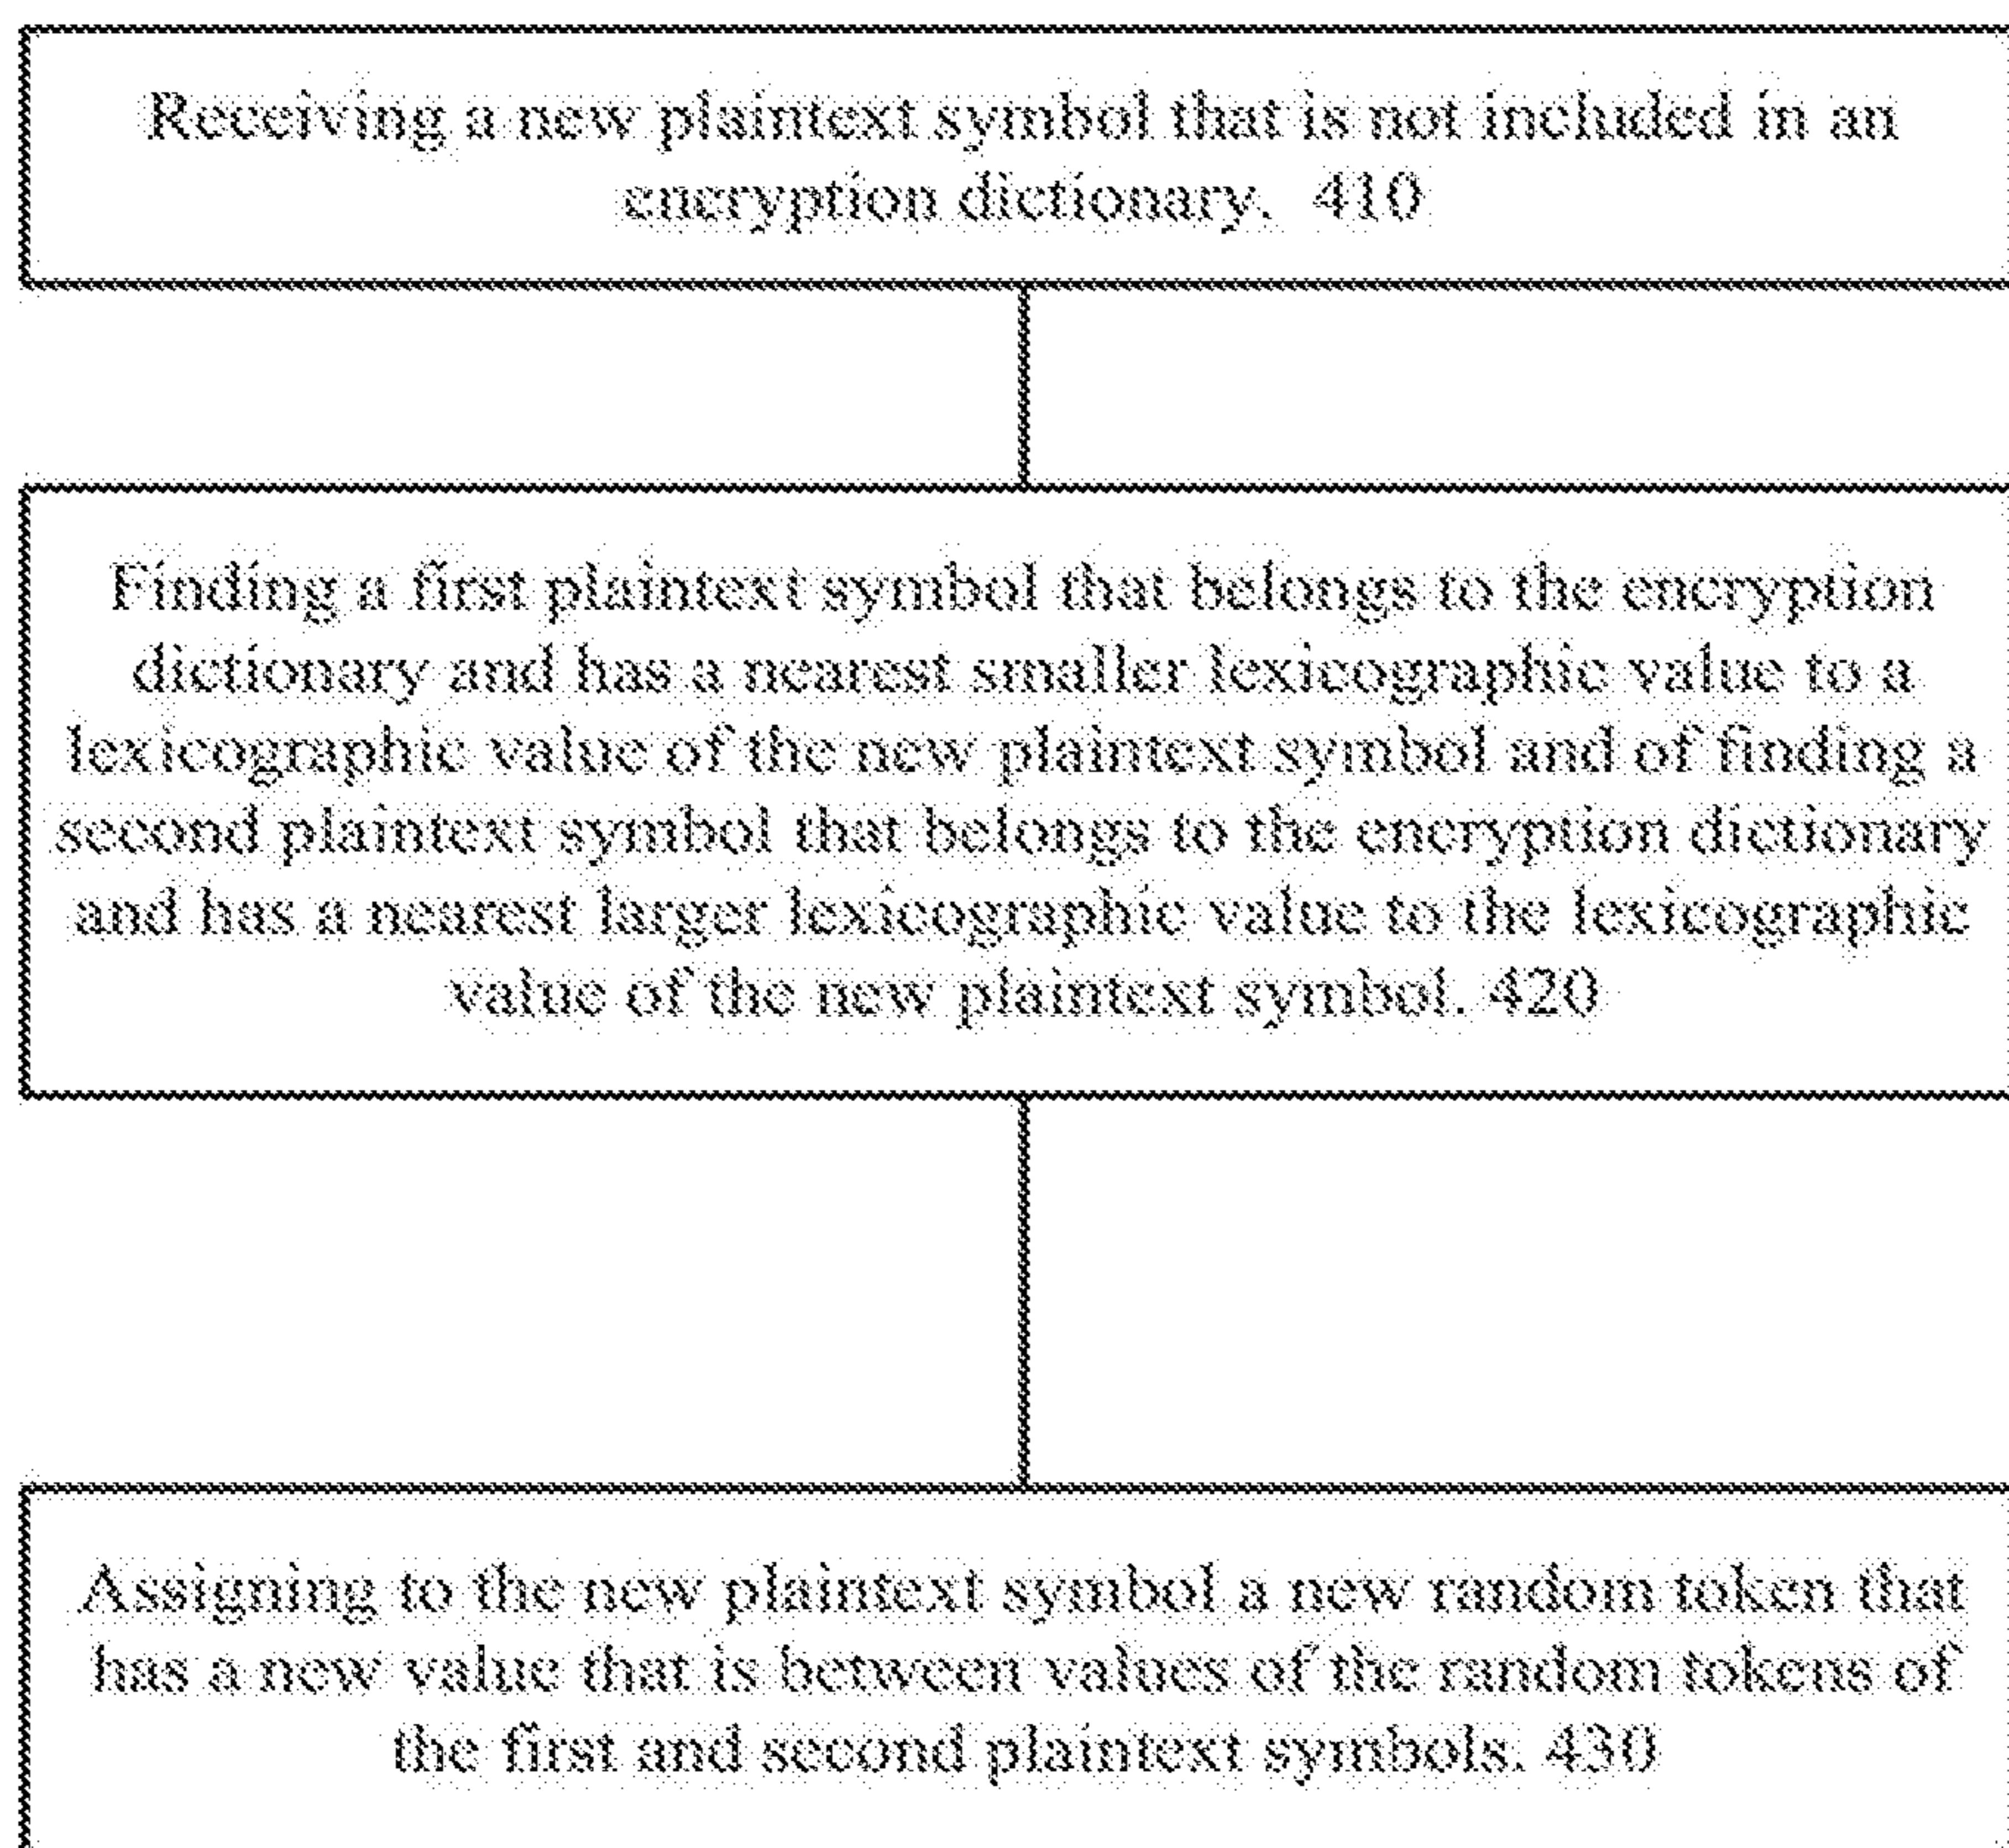 Receiving a new plaintext symbol that is not included in an
encryption dictionary. 410
Finding a first plaintext symbol that belongs to the encryption
dictionary and has a nearest smaller lexicographic value to a
lexicographic value of the new plaintext symbol and of finding a
second plaintext symbol that belongs to the encryption dictionary
and has a nearest larger lexicographic value to the lexicographic
value of the new plaintext symbol. 420
Assigning to the new plaintext symbol a new random token that
has a new value that is between values of the random tokens of
the first and second plaintext symbols. 430